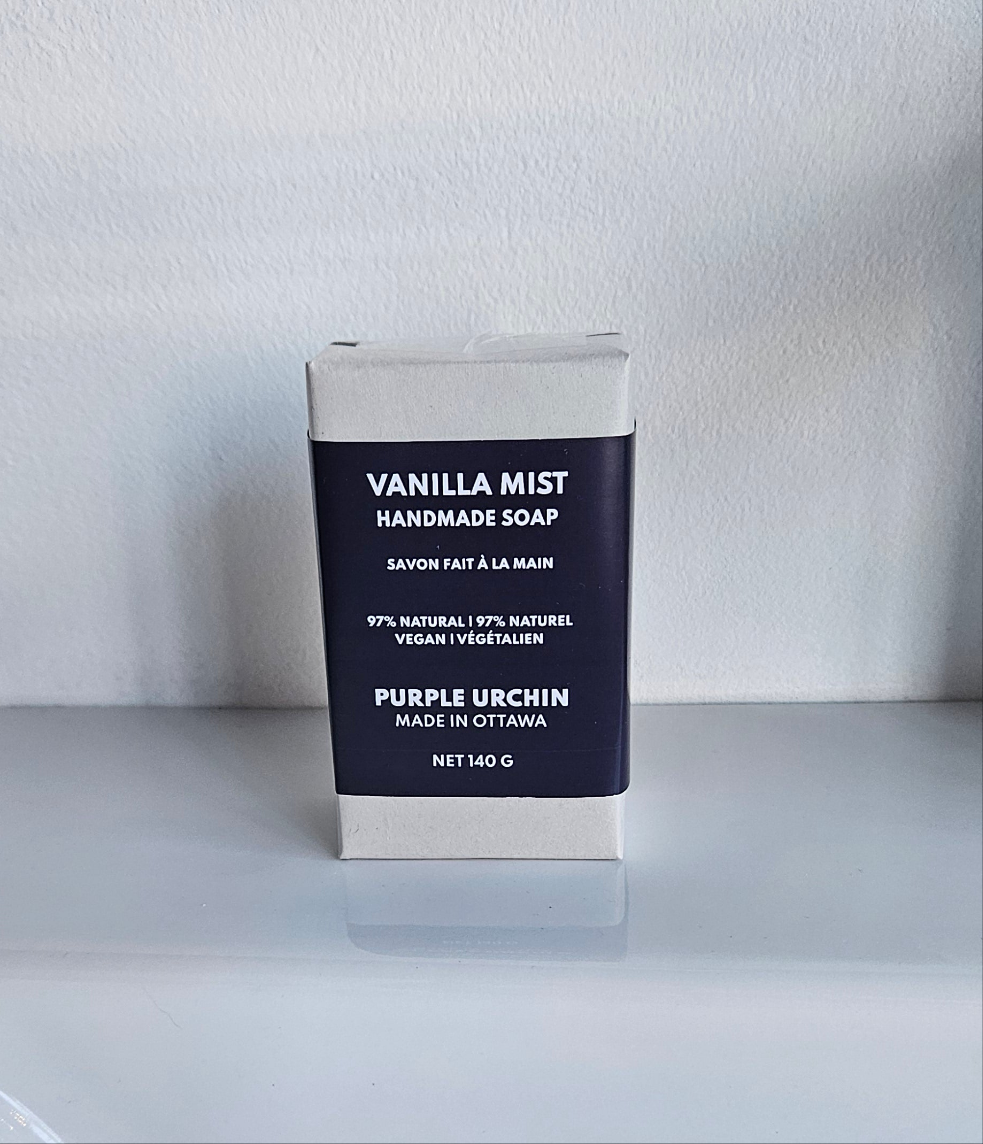 VANILLA MIST
HANDMADE SOAP
SAVON FAIT À LA MAIN
97% NATURAL | 97% NATUREL
VEGAN | VÉGÉTALIEN
PURPLE URCHIN
MADE IN OTTAWA
NET 140 G